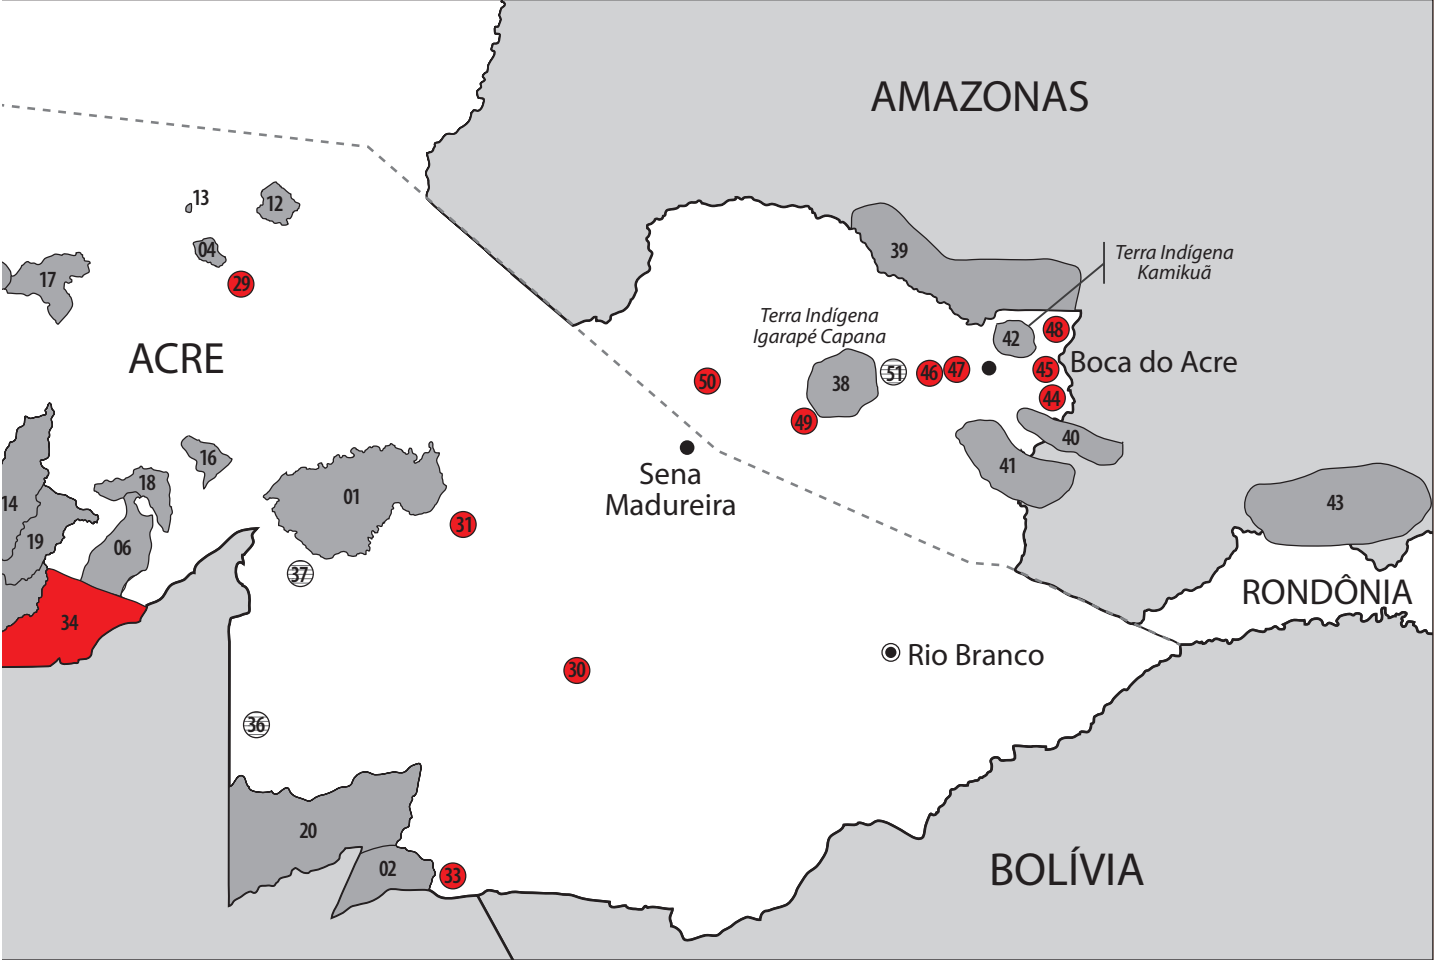 AMAZONAS
13
12
04
29
17
39
Terra Indígena
Kamikuã
Terra Indígena
Igarapé Capana
48
42
ACRE
50
38
51
46
47
45
Boca do Acre
44
49
40
41
16
18
01
14
19
06
31
37
Sena
Madureira
43
RONDÔNIA
34
30
Rio Branco
36
20
02
33
BOLÍVIA